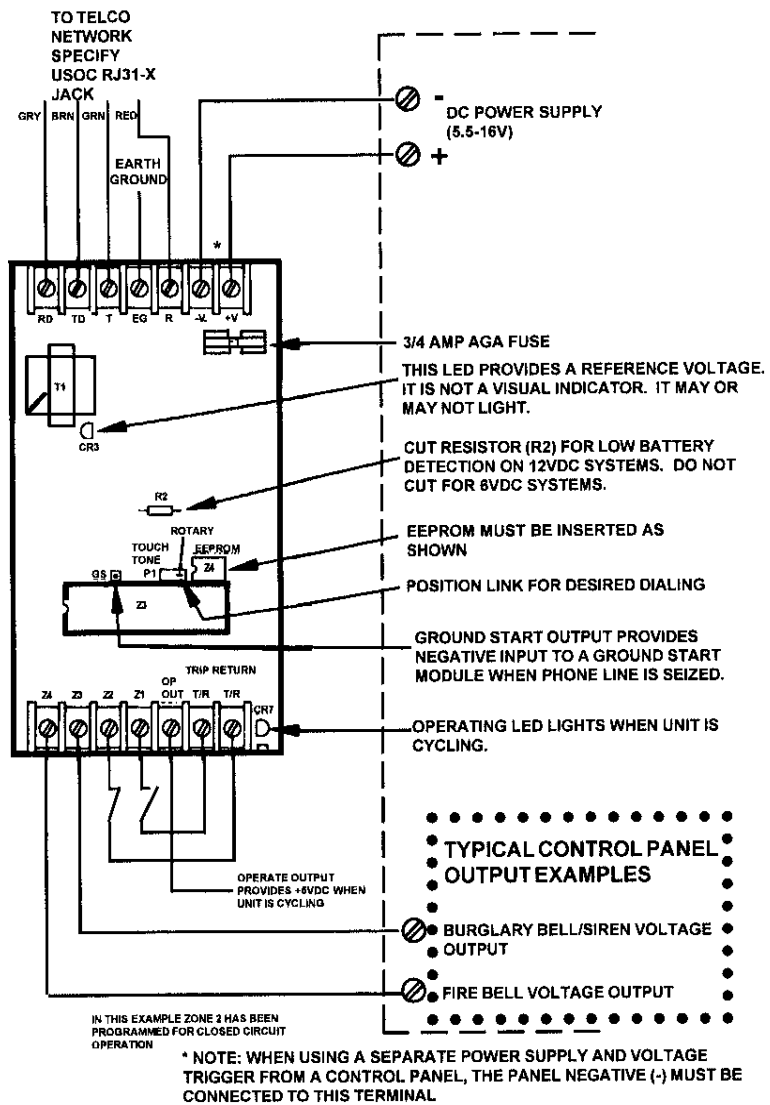 TO TELCO
NETWORK
SPECIFY
USOC RJ31-X
JACK
GRY BRN GRN RED
EARTH
GROUND
-
DC POWER SUPPLY
(5.5-16V)
+
*
RD TD T EG R -V +V
3/4 AMP AGA FUSE
T1
THIS LED PROVIDES A REFERENCE VOLTAGE.
IT IS NOT A VISUAL INDICATOR. IT MAY OR
MAY NOT LIGHT.
CR3
CUT RESISTOR (R2) FOR LOW BATTERY
DETECTION ON 12VDC SYSTEMS. DO NOT
CUT FOR 6VDC SYSTEMS.
R2
ROTARY
TOUCH
TONE
EEPROM
EEPROM MUST BE INSERTED AS
SHOWN
GS P1 Z4
POSITION LINK FOR DESIRED DIALING
Z3
GROUND START OUTPUT PROVIDES
NEGATIVE INPUT TO A GROUND START
MODULE WHEN PHONE LINE IS SEIZED.
TRIP RETURN
Z4 Z3 Z2 Z1 OP OUT T/R T/R CR7
OPERATING LED LIGHTS WHEN UNIT IS
CYCLING.
OPERATE OUTPUT
PROVIDES +5VDC WHEN
UNIT IS CYCLING
TYPICAL CONTROL PANEL
OUTPUT EXAMPLES
BURGLARY BELL/SIREN VOLTAGE
OUTPUT
FIRE BELL VOLTAGE OUTPUT
IN THIS EXAMPLE ZONE 2 HAS BEEN
PROGRAMMED FOR CLOSED CIRCUIT
OPERATION
* NOTE: WHEN USING A SEPARATE POWER SUPPLY AND VOLTAGE
TRIGGER FROM A CONTROL PANEL, THE PANEL NEGATIVE (-) MUST BE
CONNECTED TO THIS TERMINAL